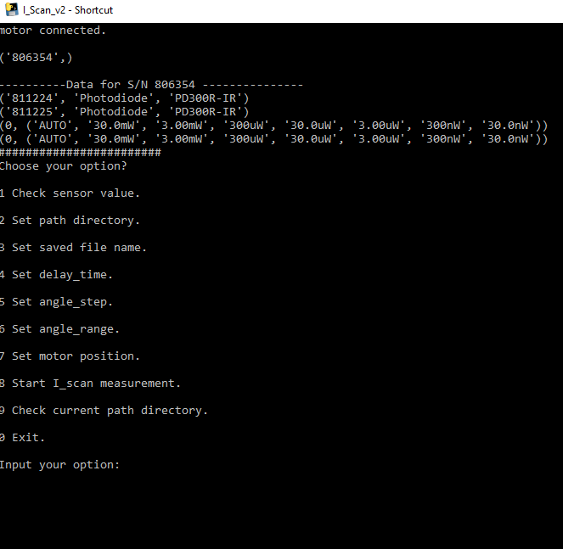 I_Scan_v2 - Shortcut
motor connected.
('806354',)
----------Data for S/N 806354 ---------------
('811224', 'Photodiode', 'PD300R-IR')
('811225', 'Photodiode', 'PD300R-IR')
(0, ('AUTO', '30.0mW', '3.00mW', '300uW', '30.0uW', '3.00uW', '300nW', '30.0nW'))
(0, ('AUTO', '30.0mW', '3.00mW', '300uW', '30.0uW', '3.00uW', '300nW', '30.0nW'))
########################
Choose your option?
1 Check sensor value.
2 Set path directory.
3 Set saved file name.
4 Set delay_time.
5 Set angle_step.
6 Set angle_range.
7 Set motor position.
8 Start I_scan measurement.
9 Check current path directory.
0 Exit.
Input your option: